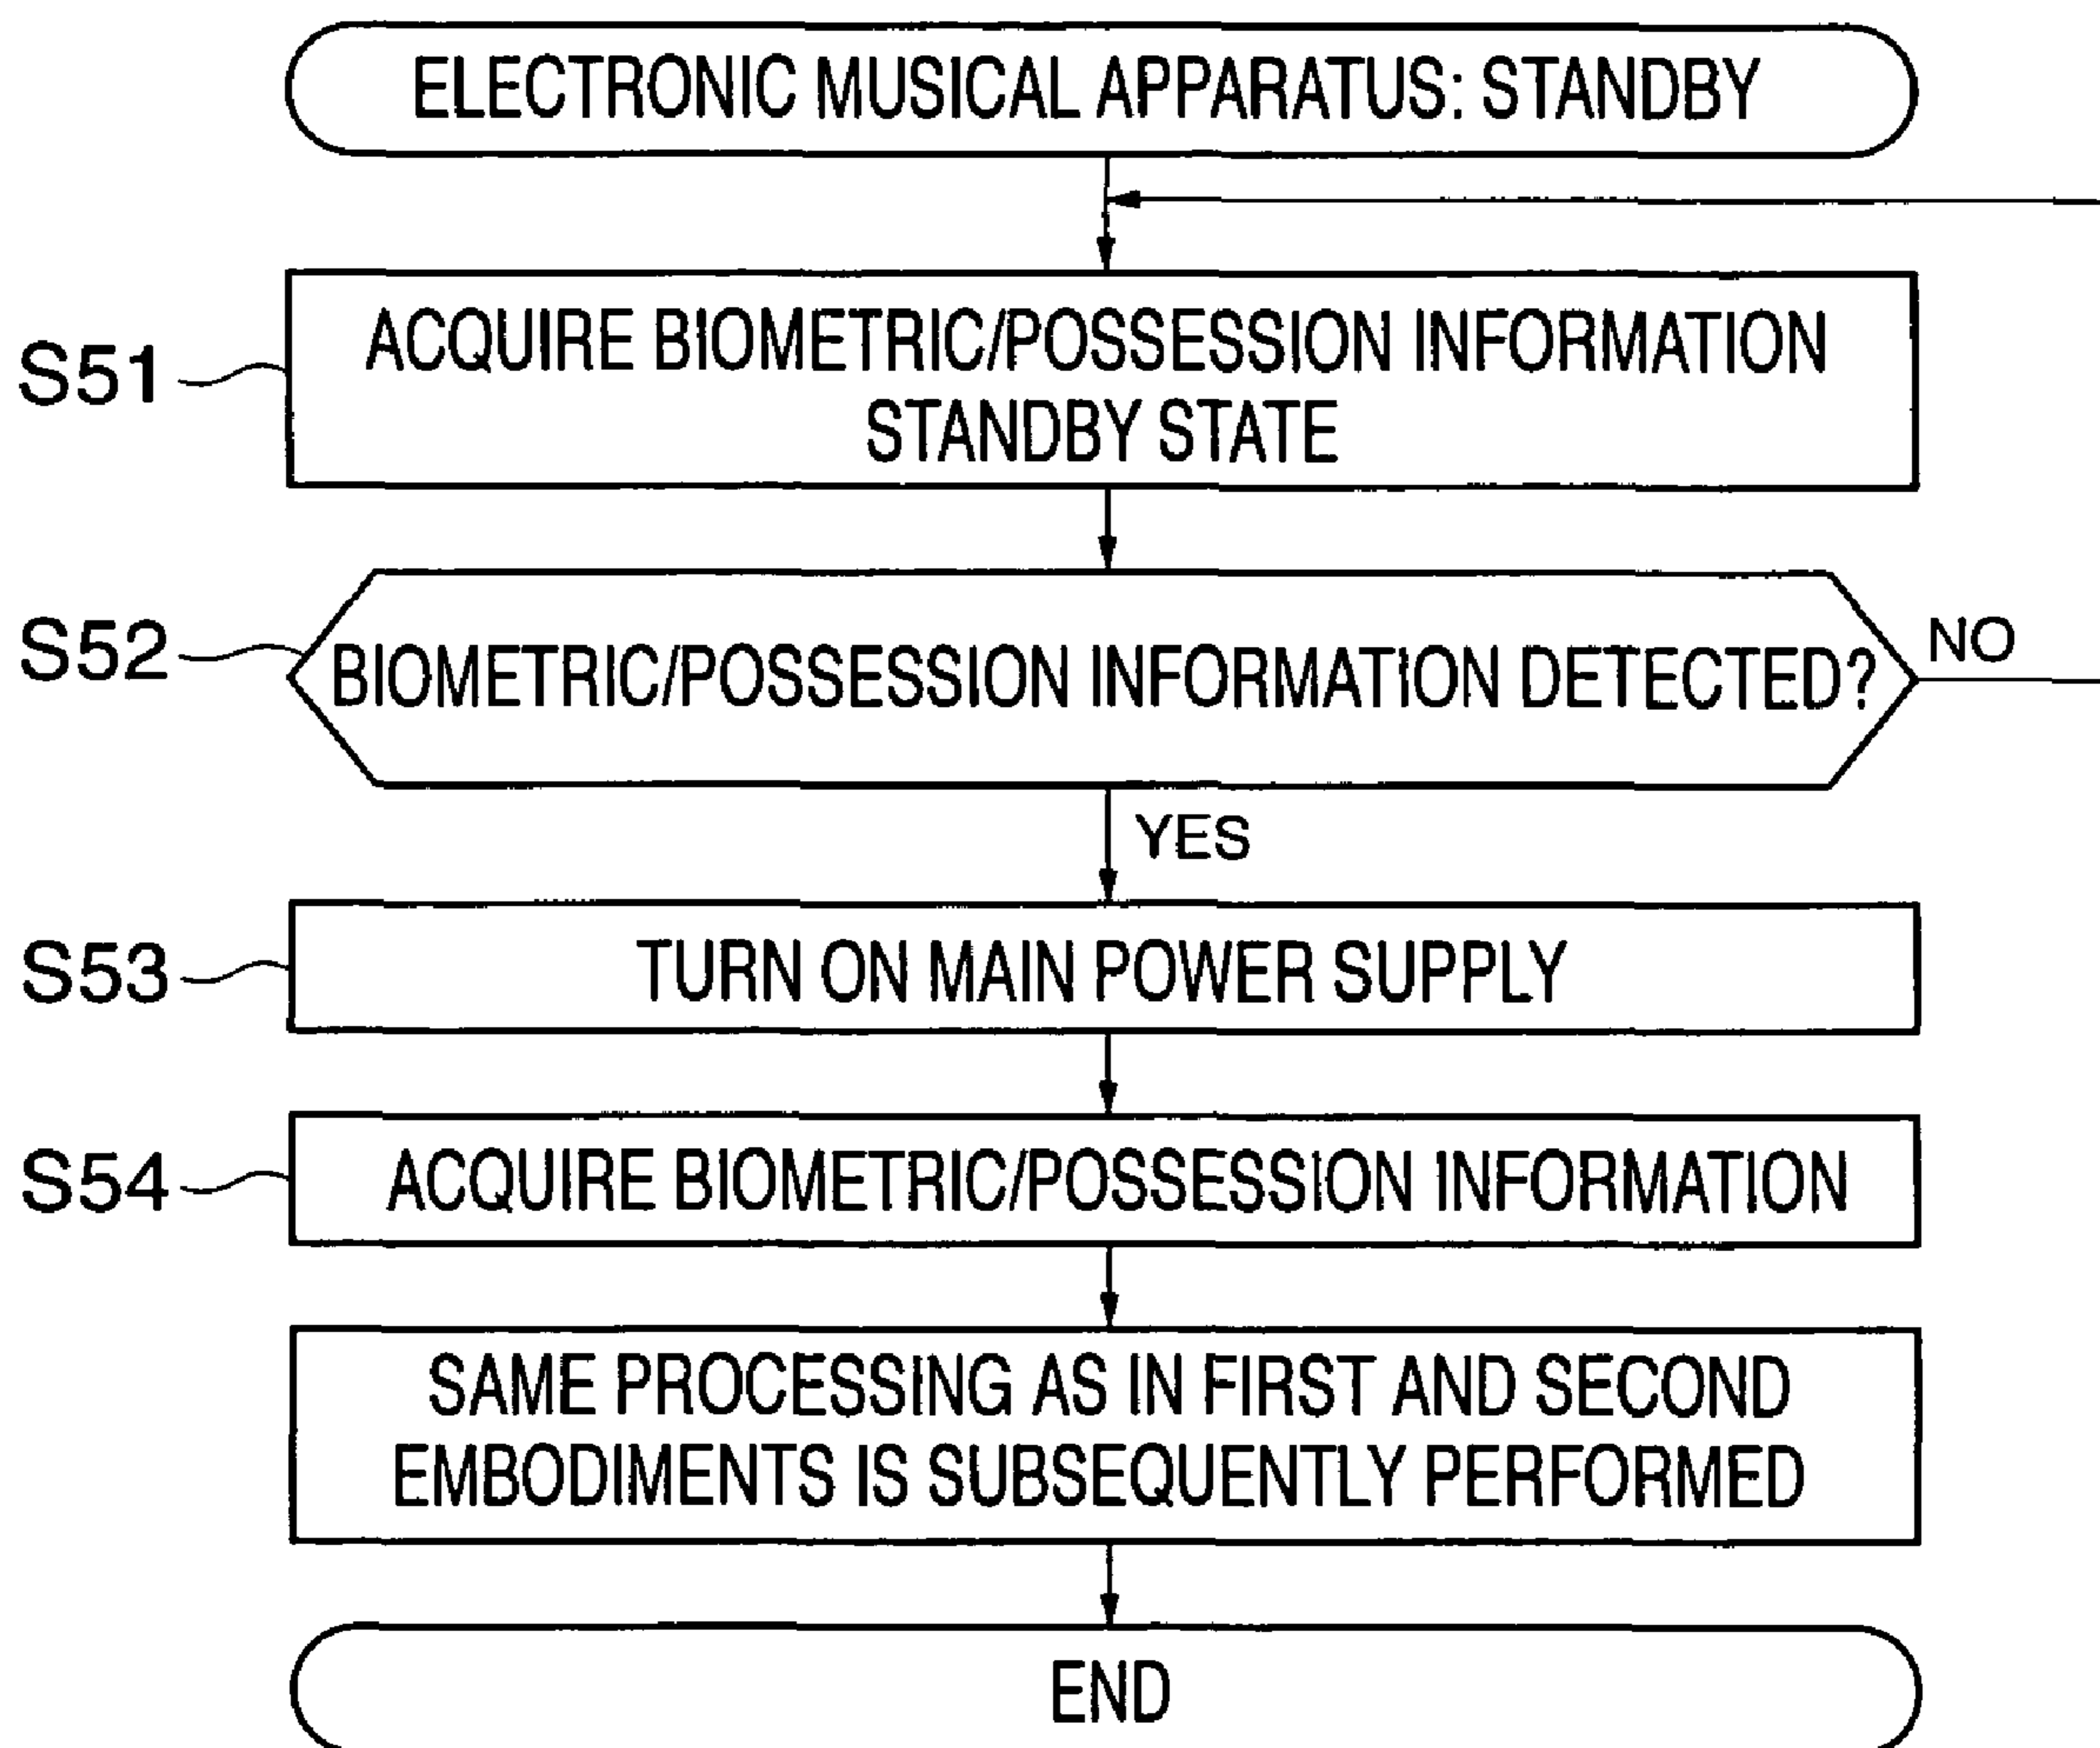 ELECTRONIC MUSICAL APPARATUS: STANDBY
S51
ACQUIRE BIOMETRIC/POSSESSION INFORMATION
STANDBY STATE
S52
BIOMETRIC/POSSESSION INFORMATION DETECTED?
NO
YES
S53
TURN ON MAIN POWER SUPPLY
S54
ACQUIRE BIOMETRIC/POSSESSION INFORMATION
SAME PROCESSING AS IN FIRST AND SECOND
EMBODIMENTS IS SUBSEQUENTLY PERFORMED
END